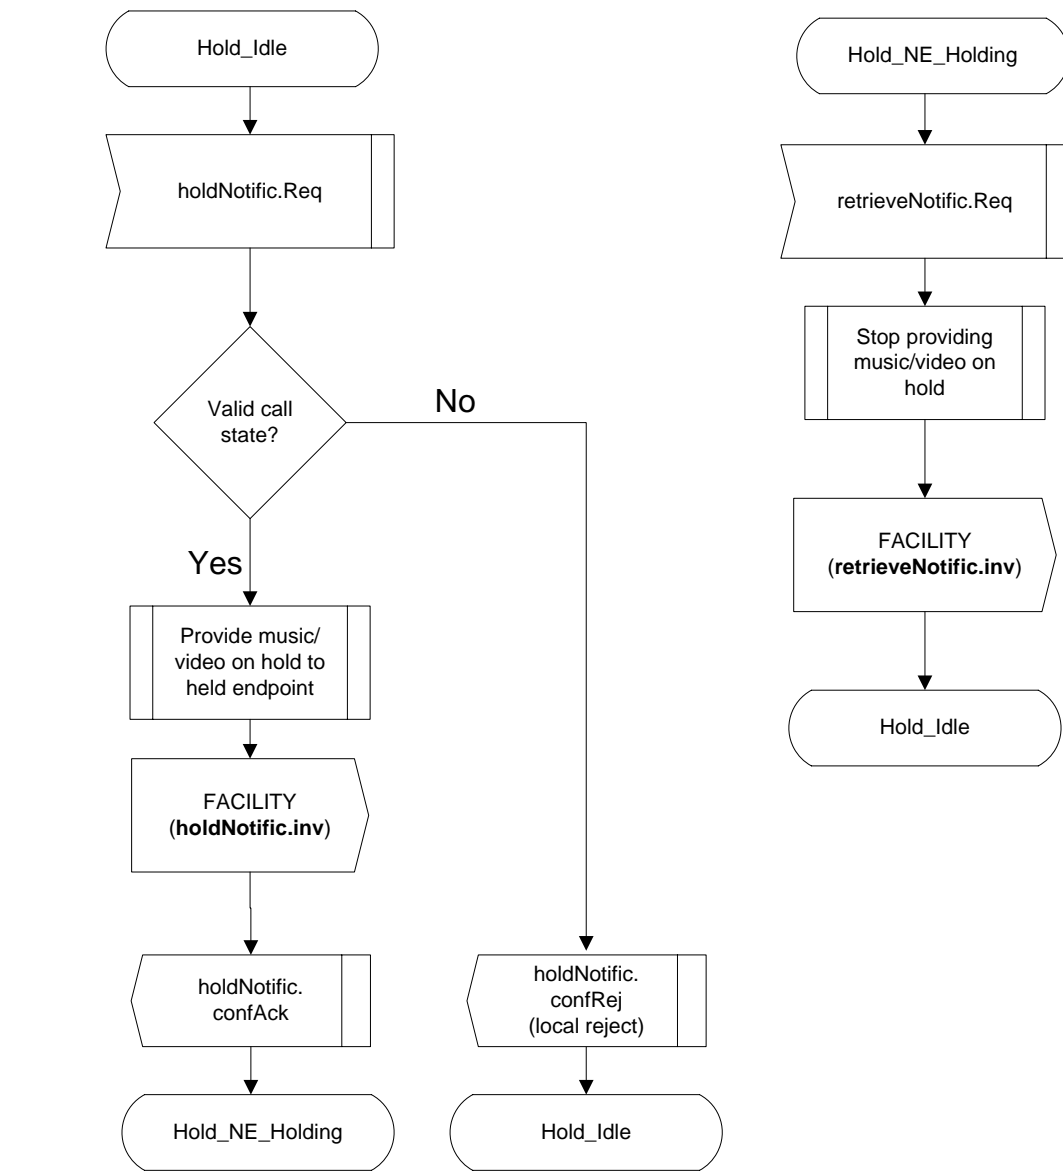 Hold_Idle
holdNotific.Req
Valid call
state?
No
Yes
Provide music/
video on hold to
held endpoint
FACILITY
(holdNotific.inv)
holdNotific.
confAck
Hold_NE_Holding
holdNotific.
confRej
(local reject)
Hold_Idle
Hold_NE_Holding
retrieveNotific.Req
Stop providing
music/video on
hold
FACILITY
(retrieveNotific.inv)
Hold_Idle